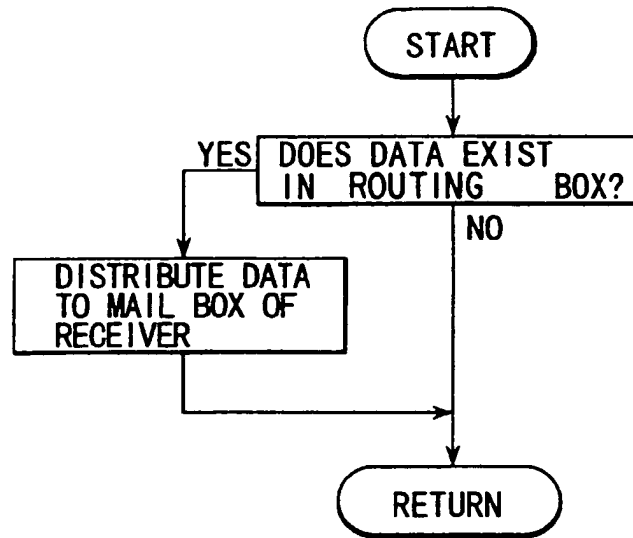 START
YES
DOES DATA EXIST
IN ROUTING BOX?
NO
DISTRIBUTE DATA
TO MAIL BOX OF
RECEIVER
RETURN